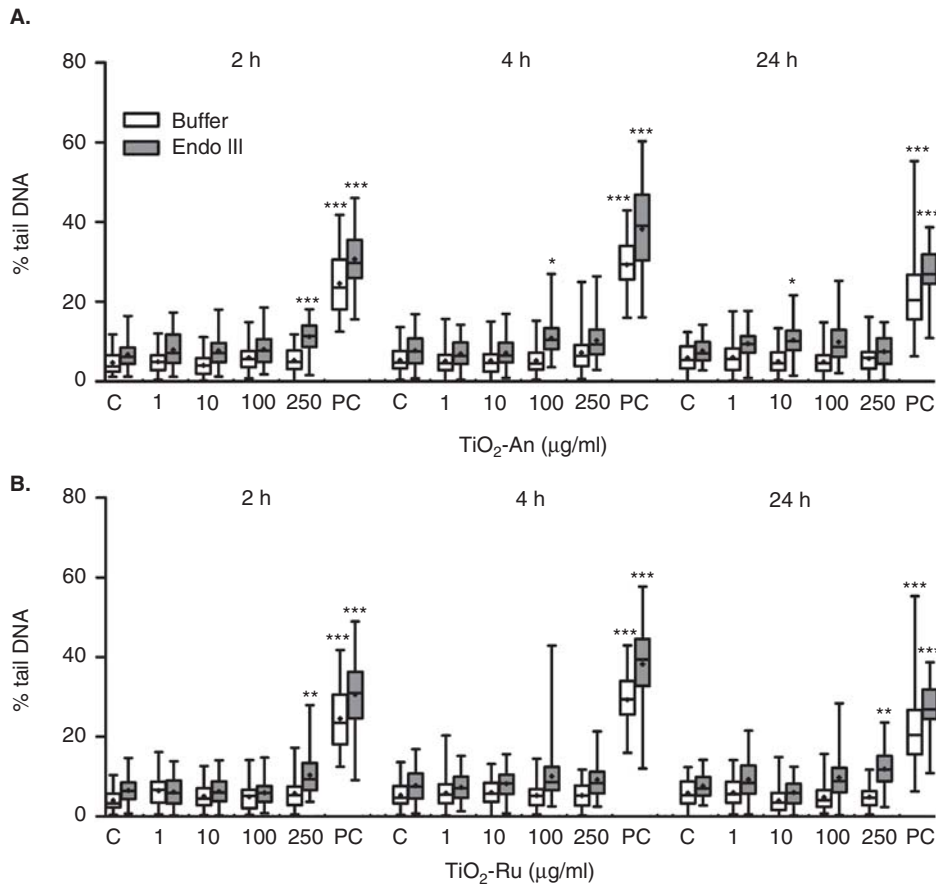 A.
2 h 4 h 24 h
80
60
40
20
0
% tail DNA
Buffer
Endo III
*** *** *** * *** *** * *** ***
C 1 10 100 250 PC C 1 10 100 250 PC C 1 10 100 250 PC
TiO₂-An (µg/ml)
B.
2 h 4 h 24 h
80
60
40
20
0
% tail DNA
** *** *** *** *** ** *** ***
C 1 10 100 250 PC C 1 10 100 250 PC C 1 10 100 250 PC
TiO₂-Ru (µg/ml)